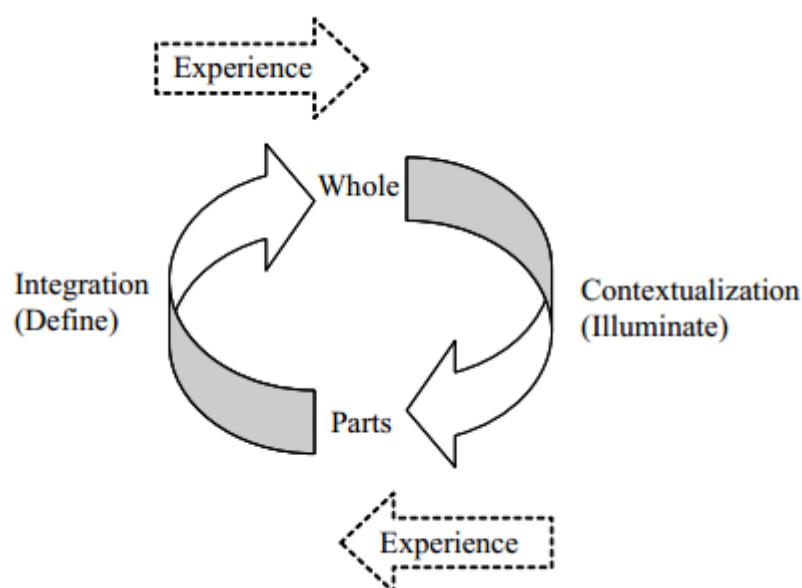 Experience
Whole
Integration
(Define)
Contextualization
(Illuminate)
Parts
Experience